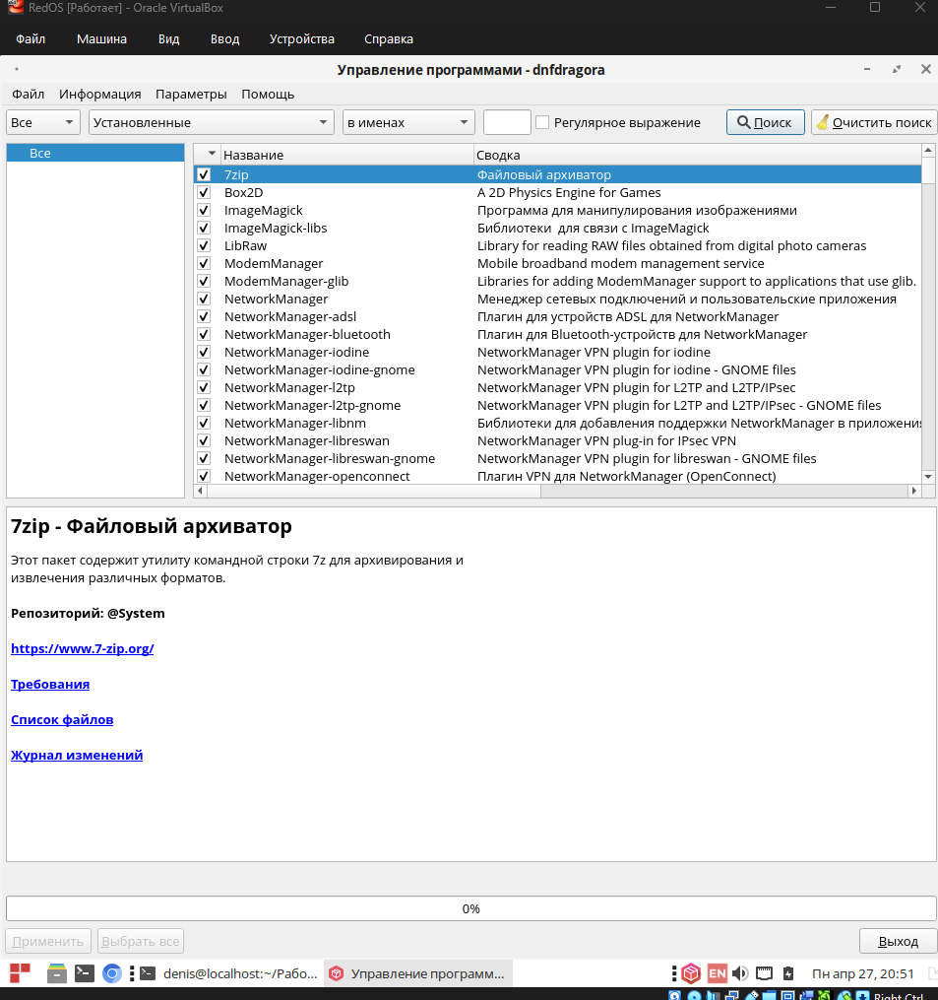 RedOS [Работает] - Oracle VirtualBox
Файл Машина Вид Ввод Устройства Справка
Управление программами - dnfdragora
Файл Информация Параметры Помощь
Все Установленные в именах Регулярное выражение Поиск Очистить поиск
Все
Название Сводка
7zip Файловый архиватор
Box2D A 2D Physics Engine for Games
ImageMagick Программа для манипулирования изображениями
ImageMagick-libs Библиотеки для связи с ImageMagick
LibRaw Library for reading RAW files obtained from digital photo cameras
ModemManager Mobile broadband modem management service
ModemManager-glib Libraries for adding ModemManager support to applications that use glib.
NetworkManager Менеджер сетевых подключений и пользовательские приложения
NetworkManager-adsl Плагин для устройств ADSL для NetworkManager
NetworkManager-bluetooth Плагин для Bluetooth-устройств для NetworkManager
NetworkManager-iodine NetworkManager VPN plugin for iodine
NetworkManager-iodine-gnome NetworkManager VPN plugin for iodine - GNOME files
NetworkManager-l2tp NetworkManager VPN plugin for L2TP and L2TP/IPsec
NetworkManager-l2tp-gnome NetworkManager VPN plugin for L2TP and L2TP/IPsec - GNOME files
NetworkManager-libnm Библиотеки для добавления поддержки NetworkManager в приложения
NetworkManager-libreswan NetworkManager VPN plug-in for IPsec VPN
NetworkManager-libreswan-gnome NetworkManager VPN plugin for libreswan - GNOME files
NetworkManager-openconnect Плагин VPN для NetworkManager (OpenConnect)
7zip - Файловый архиватор
Этот пакет содержит утилиту командной строки 7z для архивирования и
извлечения различных форматов.
Репозиторий: @System
https://www.7-zip.org/
Требования
Список файлов
Журнал изменений
0%
Применить Выбрать все Выход
denis@localhost:~/Рабо... Управление программ... EN Пн апр 27, 20:51
Right Ctrl